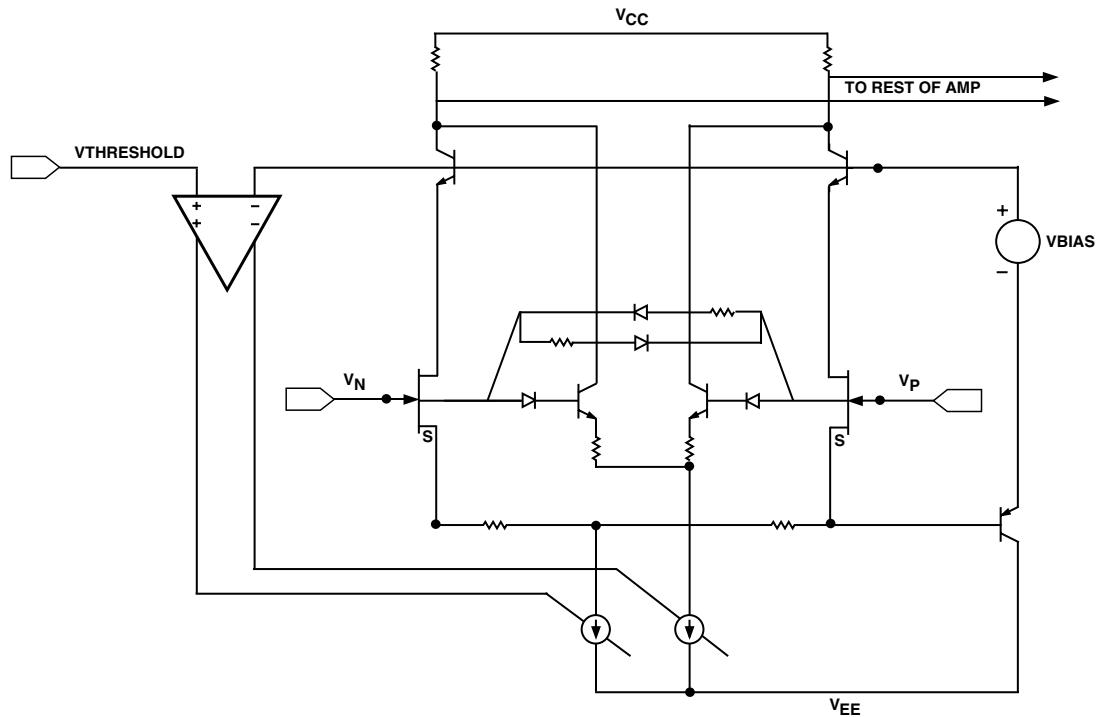 VCC
TO REST OF AMP
VTHRESHOLD
+ −
+ −
+
VBIAS
−
VN
VP
S
S
VEE